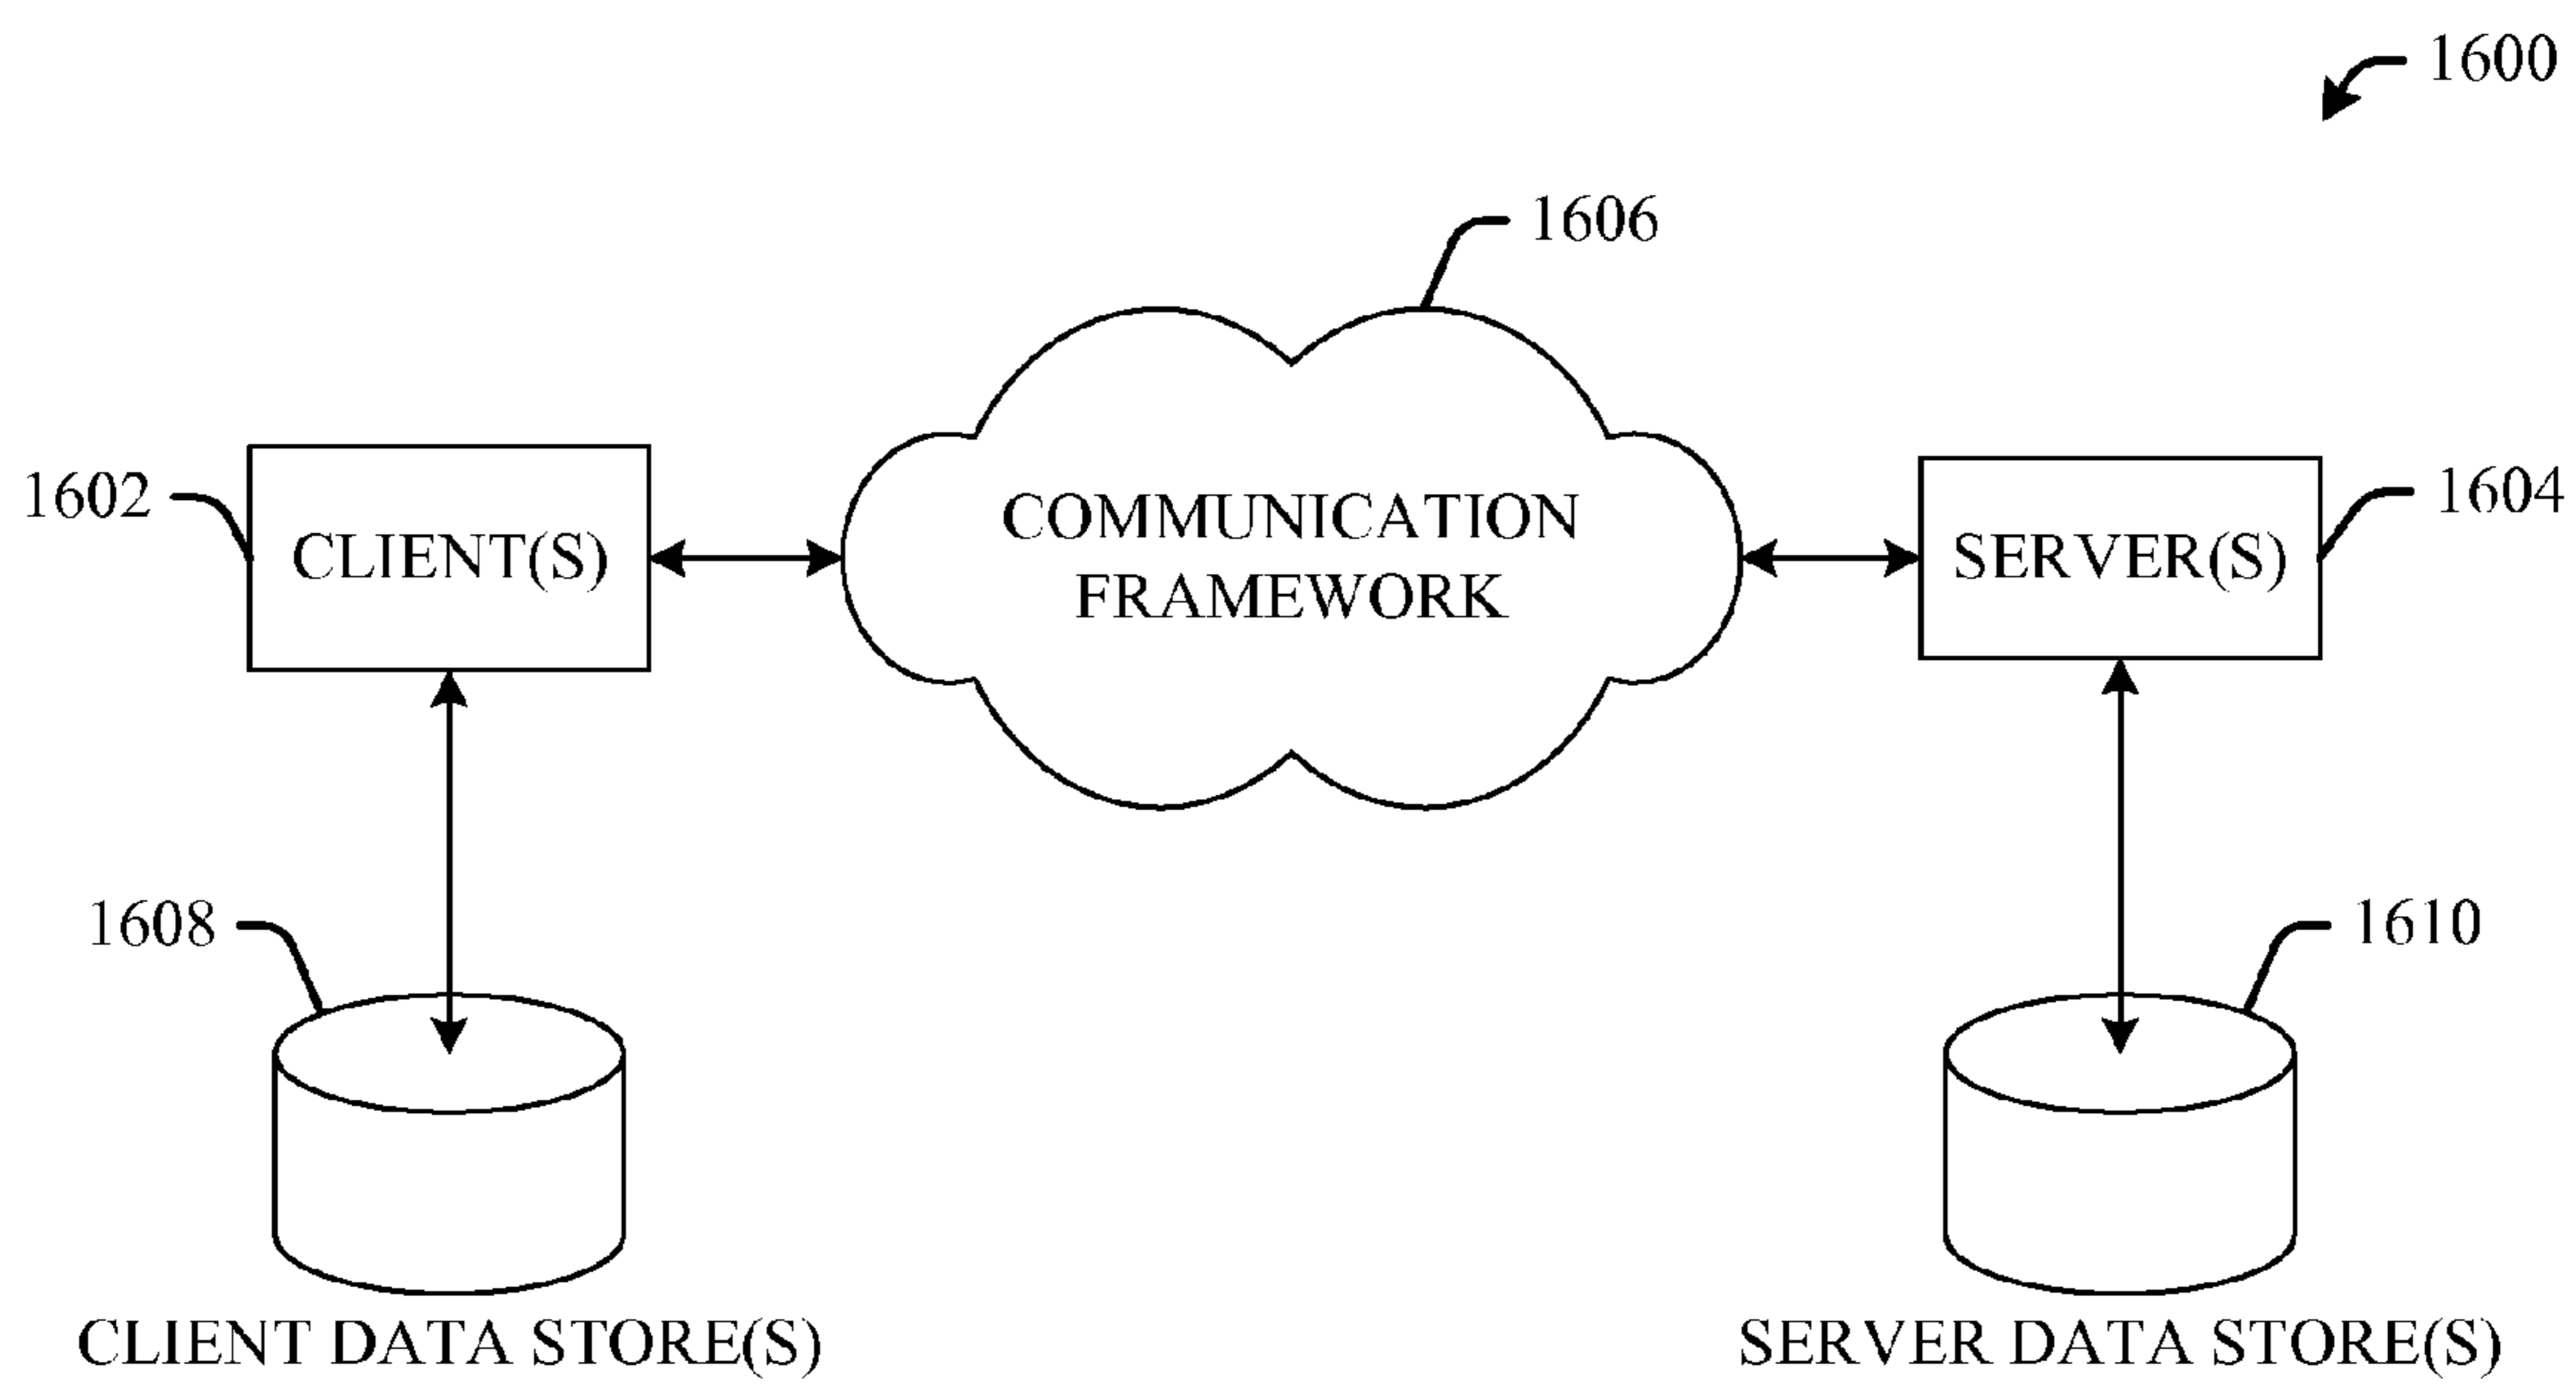 1600
1606
1602
CLIENT(S)
COMMUNICATION
FRAMEWORK
SERVER(S)
1604
1608
1610
CLIENT DATA STORE(S)
SERVER DATA STORE(S)